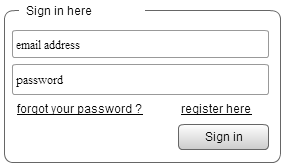 Sign in here
email address
password
forgot your password ? register here
Sign in